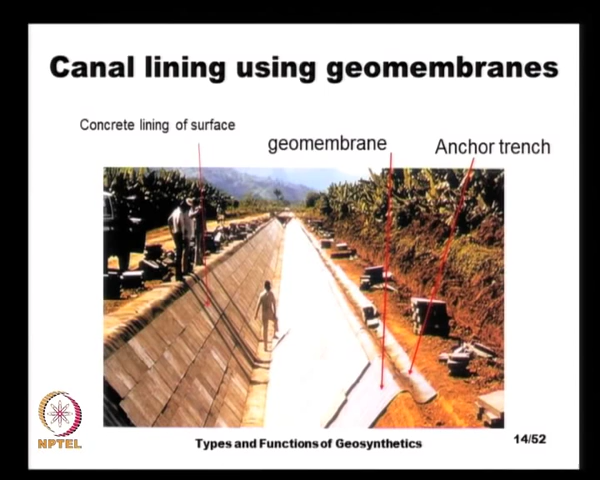 Canal lining using geomembranes
Concrete lining of surface
geomembrane
Anchor trench
NPTEL
Types and Functions of Geosynthetics
14/52